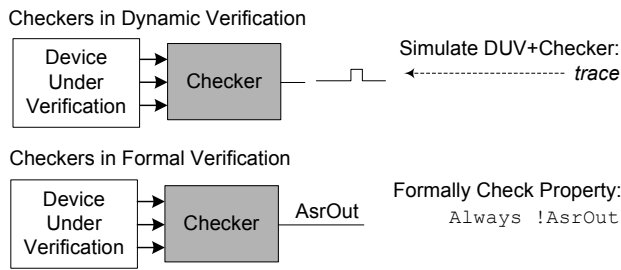 Checkers in Dynamic Verification
Device
Under
Verification
Checker
Simulate DUV+Checker:
trace
Checkers in Formal Verification
Device
Under
Verification
Checker
AsrOut
Formally Check Property:
Always !AsrOut